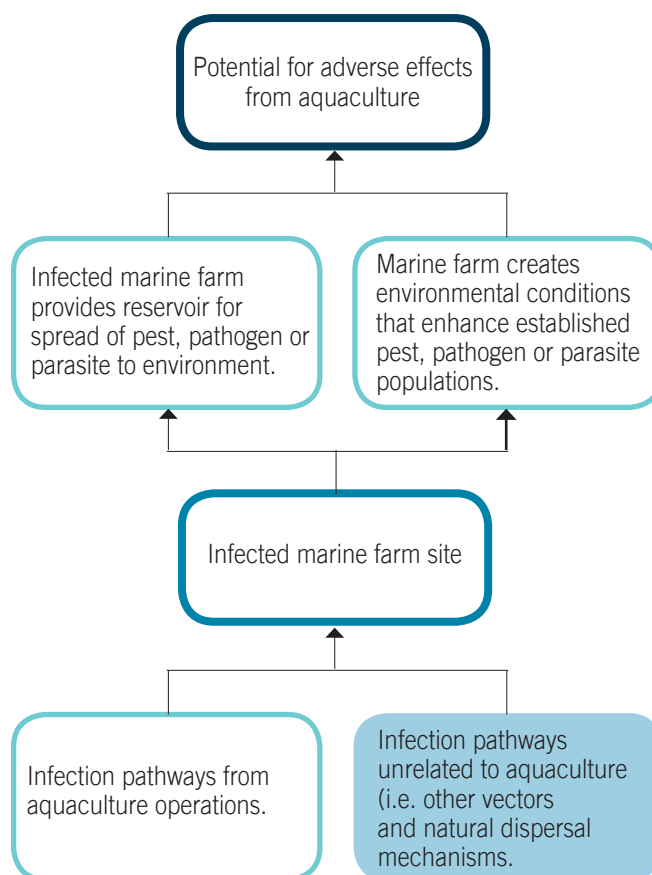 Potential for adverse effects
from aquaculture
Infected marine farm
provides reservoir for
spread of pest, pathogen or
parasite to environment.
Marine farm creates
environmental conditions
that enhance established
pest, pathogen or parasite
populations.
Infected marine farm site
Infection pathways from
aquaculture operations.
Infection pathways
unrelated to aquaculture
(i.e. other vectors
and natural dispersal
mechanisms.